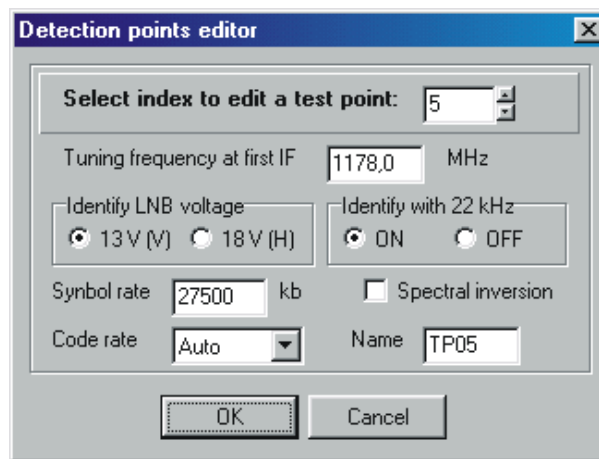 Detection points editor
Select index to edit a test point: 5
Tuning frequency at first IF 1178,0 MHz
Identify LNB voltage Identify with 22 kHz
13 V (V) 18 V (H) ON OFF
Synbol rate 27500 kb Spectral inversion
Code rate Auto Name TP05
OK Cancel